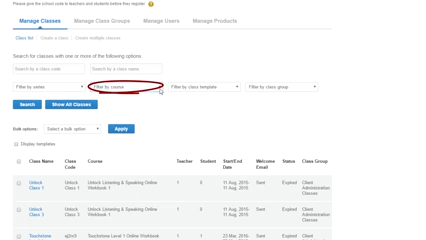 Please give the school code to teachers and students before they register.
Manage Classes Manage Class Groups Manage Users Manage Products
Class list Create a class Create multiple classes
Search for classes with one or more of the following options
Search by a class code Search by a class name
Filter by series Filter by course Filter by class template Filter by class group
Search Show All Classes
Bulk options: Select a bulk option Apply
Display templates
Class Name Class Code Course Teacher Student Start/End Date Welcome Email Status Class Group
Unlock Class 1 Unlock Class 1 Unlock Listening & Speaking Online Workbook 1 1 0 11 Aug, 2015- 11 Aug, 2015 Sent Expired Client Administration Classes
Unlock Class 3 Unlock Class 3 Unlock Listening & Speaking Online Workbook 1 1 0 11 Aug, 2015- 11 Aug, 2015 Sent Expired Client Administration Classes
Touchstone Touchstone Level 1 Online Workbook 1 1 23 Mar, 2016- Sent Expired Client